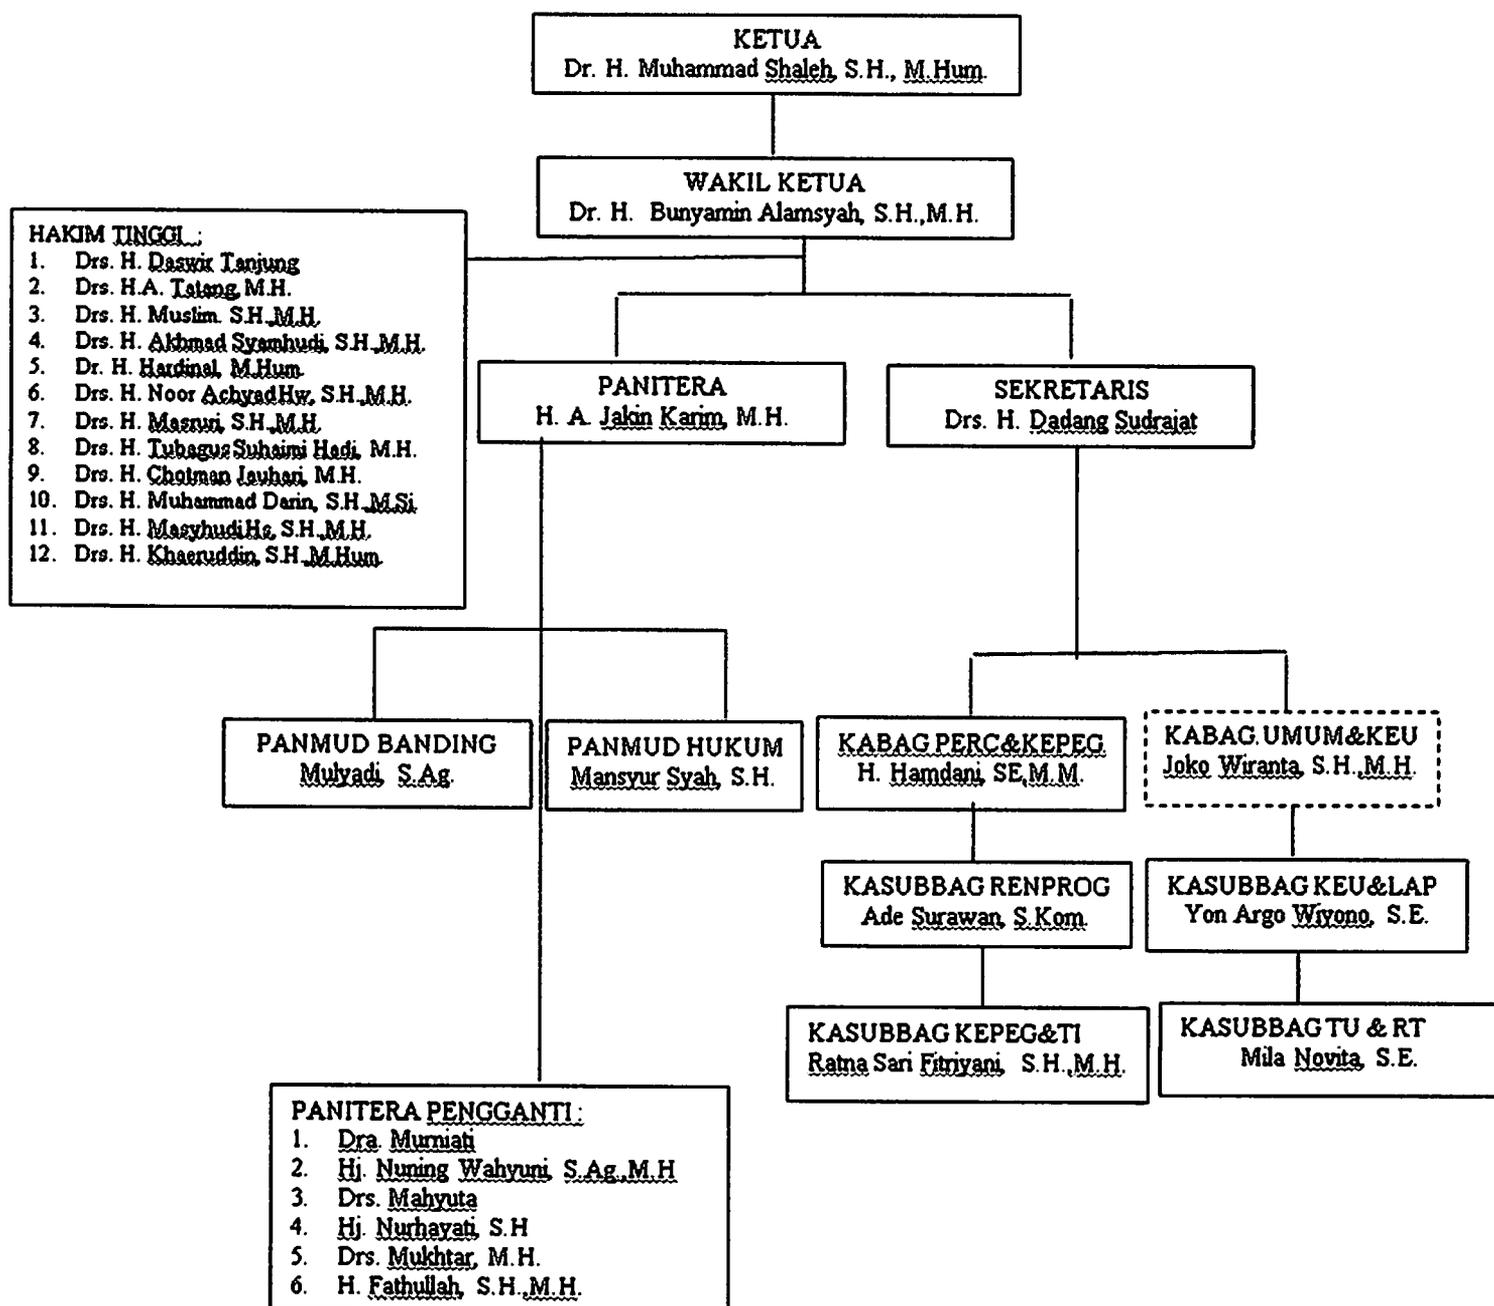 KETUA
Dr. H. Muhammad Shaleh, S.H., M.Hum.
WAKIL KETUA
Dr. H. Bunyamin Alamsyah, S.H.,M.H.
HAKIM TINGGI :
1. Drs. H. Daswir Tanjung
2. Drs. H.A. Tatang, M.H.
3. Drs. H. Muslim. S.H.,M.H.
4. Drs. H. Akhmad Syamhudi, S.H.,M.H.
5. Dr. H. Hardinal, M.Hum
6. Drs. H. Noor AchyadHw, S.H.,M.H.
7. Drs. H. Masruri, S.H.,M.H.
8. Drs. H. Tubagus Suhaimi Hadi, M.H.
9. Drs. H. Chotman Jauhari, M.H.
10. Drs. H. Muhammad Darin, S.H.,M.Si
11. Drs. H. MasyhudiHs, S.H.,M.H.
12. Drs. H. Khaeruddin, S.H.,M.Hum
PANITERA
H. A. Jakin Karim, M.H.
SEKRETARIS
Drs. H. Dadang Sudrajat
PANMUD BANDING
Mulyadi, S.Ag.
PANMUD HUKUM
Mansyur Syah, S.H.
KABAG PERC&KEPEG
H. Hamdani, SE,M.M.
KABAG. UMUM&KEU
Joko Wiranta, S.H.,M.H.
KASUBBAG RENPROG
Ade Surawan, S.Kom.
KASUBBAG KEU&LAP
Yon Argo Wiyono, S.E.
KASUBBAG KEPEG&TI
Ratna Sari Fitriyani, S.H.,M.H.
KASUBBAG TU & RT
Mila Novita, S.E.
PANITERA PENGGANTI :
1. Dra. Murniati
2. Hj. Nuning Wahyuni, S.Ag.,M.H
3. Drs. Mahyuta
4. Hj. Nurhayati, S.H
5. Drs. Mukhtar, M.H.
6. H. Fathullah, S.H.,M.H.